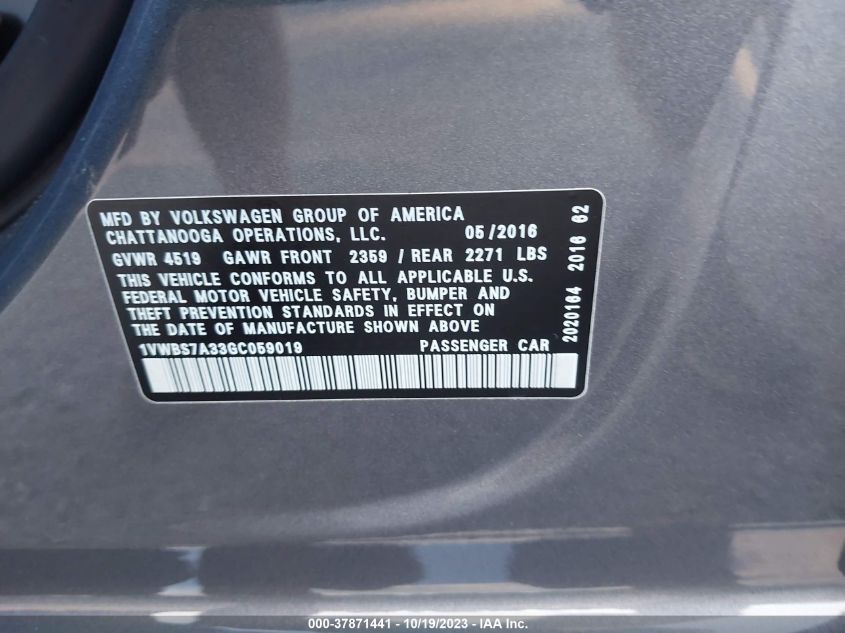 MFD BY VOLKSWAGEN GROUP OF AMERICA
CHATTANOOGA OPERATIONS, LLC. 05/2016
GVWR 4519 GAWR FRONT 2359 / REAR 2271 LBS
THIS VEHICLE CONFORMS TO ALL APPLICABLE U.S.
FEDERAL MOTOR VEHICLE SAFETY, BUMPER AND
THEFT PREVENTION STANDARDS IN EFFECT ON
THE DATE OF MANUFACTURE SHOWN ABOVE
1VWBS7A33GC059019 PASSENGER CAR
2020164 2016 62
000-37871441 - 10/19/2023 - IAA Inc.